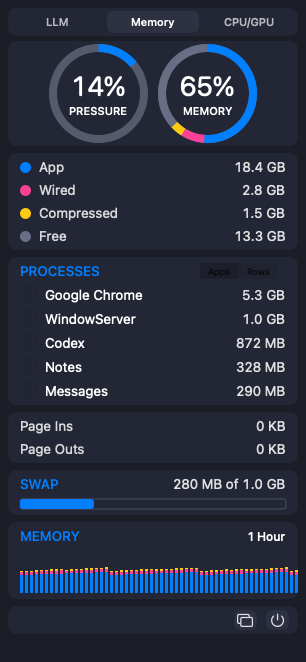 LLM Memory CPU/GPU
14% 65%
PRESSURE MEMORY
App 18.4 GB
Wired 2.8 GB
Compressed 1.5 GB
Free 13.3 GB
PROCESSES Apps Rows
Google Chrome 5.3 GB
WindowServer 1.0 GB
Codex 872 MB
Notes 328 MB
Messages 290 MB
Page Ins 0 KB
Page Outs 0 KB
SWAP 280 MB of 1.0 GB
MEMORY 1 Hour